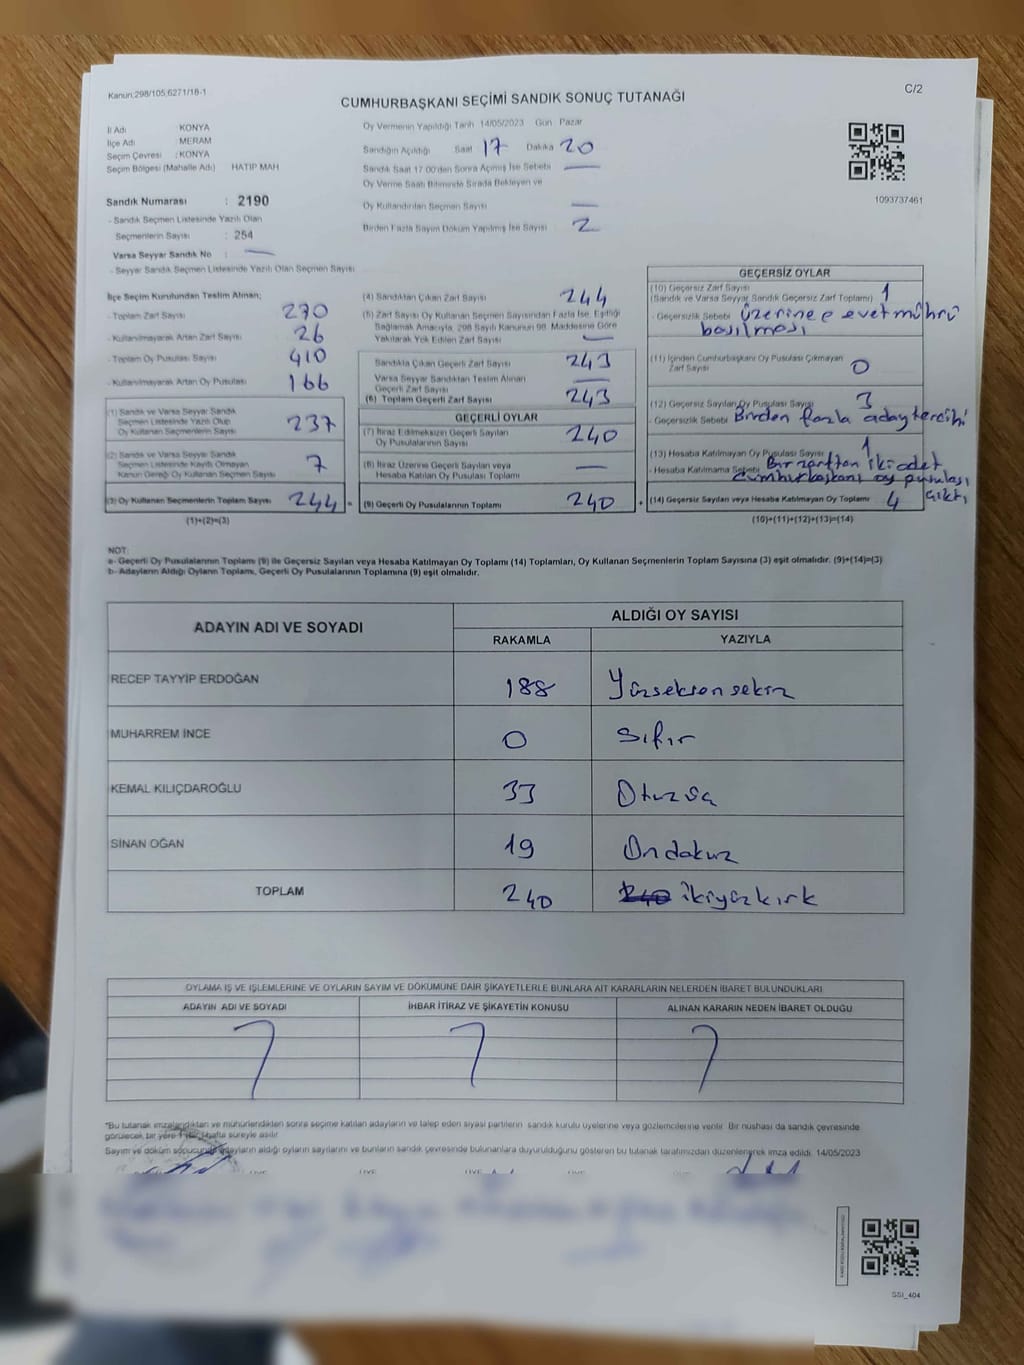 Kanun:298/105;6271/18-1
C/2
CUMHURBAŞKANI SEÇİMİ SANDIK SONUÇ TUTANAĞI
İl Adı : KONYA
İlçe Adı : MERAM
Seçim Çevresi : KONYA
Seçim Bölgesi (Mahalle Adı) HATIP MAH
Sandık Numarası : 2190
- Sandık Seçmen Listesinde Yazılı Olan
Seçmenlerin Sayısı : 254
Varsa Seyyar Sandık No : —
- Seyyar Sandık Seçmen Listesinde Yazılı Olan Seçmen Sayısı
Oy Vermenin Yapıldığı Tarih 14/05/2023 Gün Pazar
Sandığın Açıldığı Saat 17 Dakika 20
Sandık Saat 17:00'den Sonra Açılmış İse Sebebi —
Oy Verme Saati Bitiminde Sırada Bekleyen ve
Oy Kullandırılan Seçmen Sayısı —
Birden Fazla Sayım Döküm Yapılmış İse Sayısı 2
1093737461
İlçe Seçim Kurulundan Teslim Alınan;
- Toplam Zarf Sayısı 270
- Kullanılmayarak Artan Zarf Sayısı 26
- Toplam Oy Pusulası Sayısı 410
- Kullanılmayarak Artan Oy Pusulası 166
(1) Sandık ve Varsa Seyyar Sandık
Seçmen Listesinde Yazılı Olup
Oy Kullanan Seçmenlerin Sayısı 237
(2) Sandık ve Varsa Seyyar Sandık
Seçmen Listesinde Kayıtlı Olmayan
Kanun Gereği Oy Kullanan Seçmen Sayısı 7
(3) Oy Kullanan Seçmenlerin Toplam Sayısı 244 =
(1)+(2)=(3)
(4) Sandıktan Çıkan Zarf Sayısı 244
(5) Zarf Sayısı Oy Kullanan Seçmen Sayısından Fazla İse, Eşitliği
Sağlamak Amacıyla, 298 Sayılı Kanunun 98. Maddesine Göre
Yakılarak Yok Edilen Zarf Sayısı —
Sandıkta Çıkan Geçerli Zarf Sayısı 243
Varsa Seyyar Sandıktan Teslim Alınan
Geçerli Zarf Sayısı —
(6) Toplam Geçerli Zarf Sayısı 243
GEÇERLİ OYLAR
(7) İtiraz Edilmeksizin Geçerli Sayılan
Oy Pusulalarının Sayısı 240
(8) İtiraz Üzerine Geçerli Sayılan veya
Hesaba Katılan Oy Pusulaları Toplamı —
(9) Geçerli Oy Pusulalarının Toplamı 240 +
GEÇERSİZ OYLAR
(10) Geçersiz Zarf Sayısı 1
(Sandık ve Varsa Seyyar Sandık Geçersiz Zarf Toplamı)
- Geçersizlik Sebebi üzerine evet mührü
basılması
(11) İçinden Cumhurbaşkanı Oy Pusulası Çıkmayan
Zarf Sayısı 0
(12) Geçersiz Sayılan Oy Pusulası Sayısı 3
- Geçersizlik Sebebi Birden fazla aday tercihi
(13) Hesaba Katılmayan Oy Pusulası Sayısı 1
- Hesaba Katılmama Sebebi Bir zarftan iki adet
Cumhurbaşkanı oy pusulası
çıktı
(14) Geçersiz Sayılan veya Hesaba Katılmayan Oy Toplamı 4
(10)+(11)+(12)+(13)=(14)
NOT:
a- Geçerli Oy Pusulalarının Toplamı (9) ile Geçersiz Sayılan veya Hesaba Katılmayan Oy Toplamı (14) Toplamları, Oy Kullanan Seçmenlerin Toplam Sayısına (3) eşit olmalıdır. (9)+(14)=(3)
b- Adayların Aldığı Oyların Toplamı, Geçerli Oy Pusulalarının Toplamına (9) eşit olmalıdır.
ADAYIN ADI VE SOYADI
ALDIĞI OY SAYISI
RAKAMLA YAZIYLA
RECEP TAYYİP ERDOĞAN 188 Yüzseksensekiz
MUHARREM İNCE 0 Sıfır
KEMAL KILIÇDAROĞLU 33 Otuzüç
SİNAN OĞAN 19 Ondokuz
TOPLAM 240 ikiyüzkırk
OYLAMA İŞ VE İŞLEMLERİNE VE OYLARIN SAYIM VE DÖKÜMÜNE DAİR ŞİKAYETLERLE BUNLARA AİT KARARLARIN NELERDEN İBARET BULUNDUKLARI
ADAYIN ADI VE SOYADI İHBAR İTİRAZ VE ŞİKAYETİN KONUSU ALINAN KARARIN NEDEN İBARET OLDUĞU
*Bu tutanak imzalandıktan ve mühürlendikten sonra seçime katılan adayların ve talep eden siyasi partilerin sandık kurulu üyelerine veya gözlemcilerine verilir. Bir nüshası da sandık çevresinde
görülecek bir yere 1 hafta süreyle asılır.
Sayım ve döküm sonucunda adayların aldığı oyların sayılarını ve bunların sandık çevresinde bulunanlara duyurulduğunu gösteren bu tutanak tarafımızdan düzenlenerek imza edildi. 14/05/2023
SSI_404